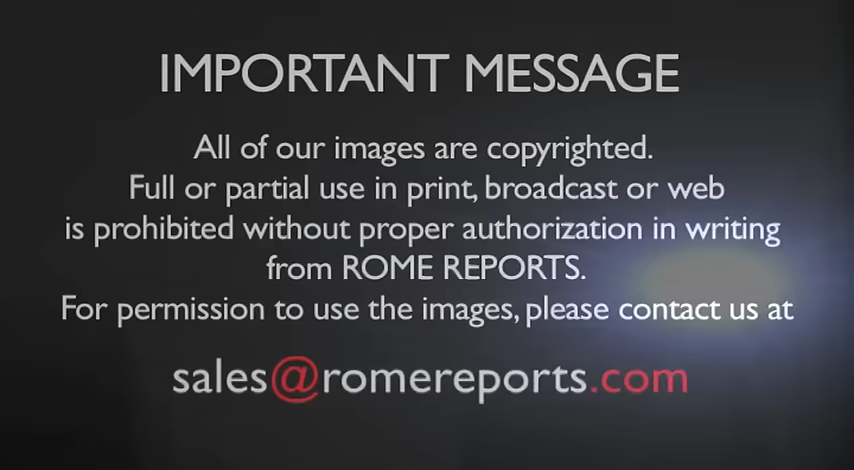 IMPORTANT MESSAGE
All of our images are copyrighted.
Full or partial use in print, broadcast or web
is prohibited without proper authorization in writing
from ROME REPORTS.
For permission to use the images, please contact us at
sales@romereports.com